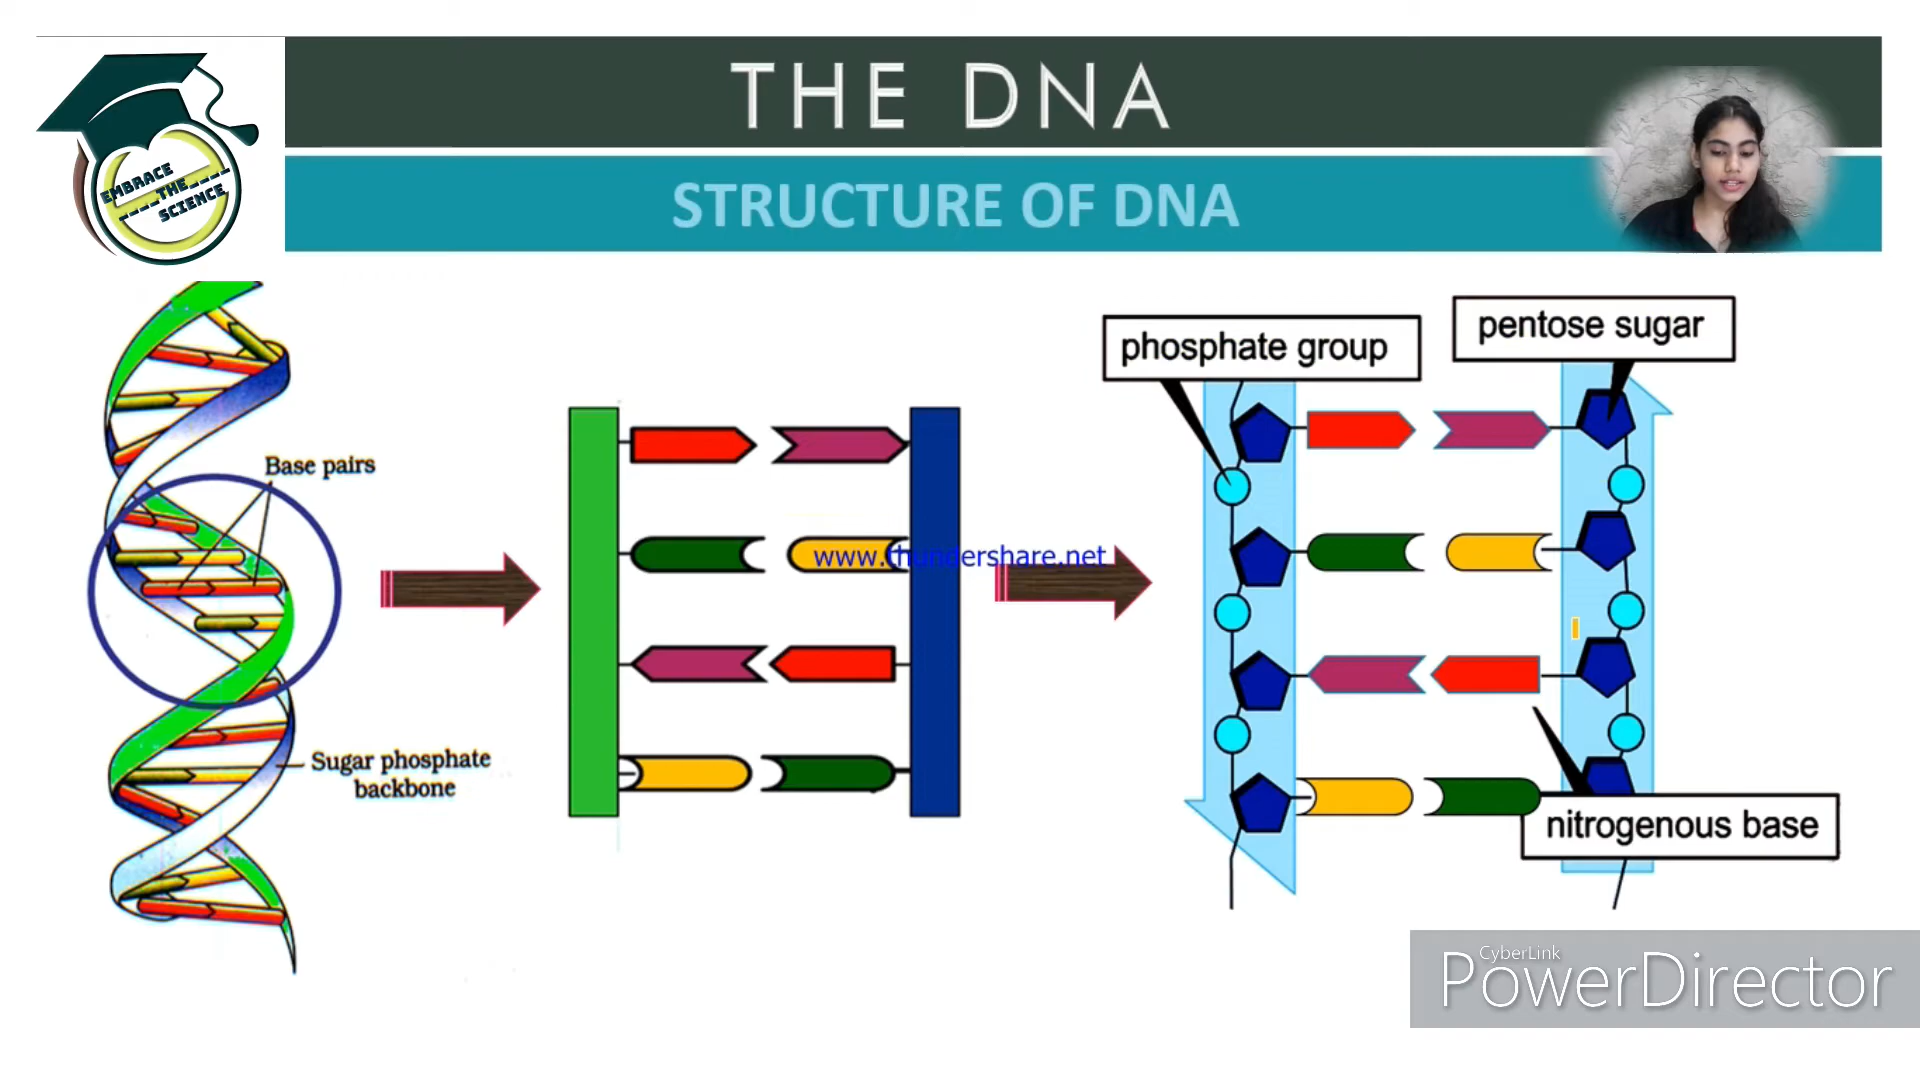 THE DNA
EMBRACE
THE
SCIENCE
STRUCTURE OF DNA
phosphate group
pentose sugar
Base pairs
www.thundershare.net
Sugar phosphate
backbone
nitrogenous base
CyberLink
PowerDirector